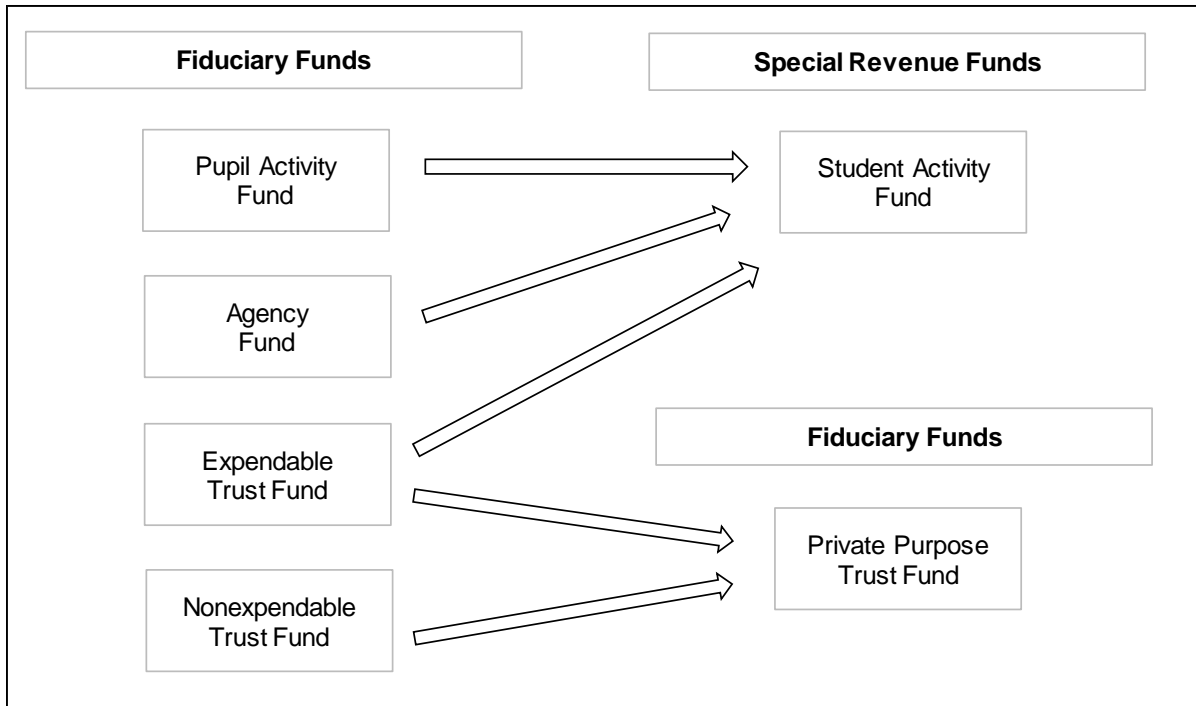 Fiduciary Funds
Special Revenue Funds
Pupil Activity
Fund
Student Activity
Fund
Agency
Fund
Expendable
Trust Fund
Fiduciary Funds
Private Purpose
Trust Fund
Nonexpendable
Trust Fund